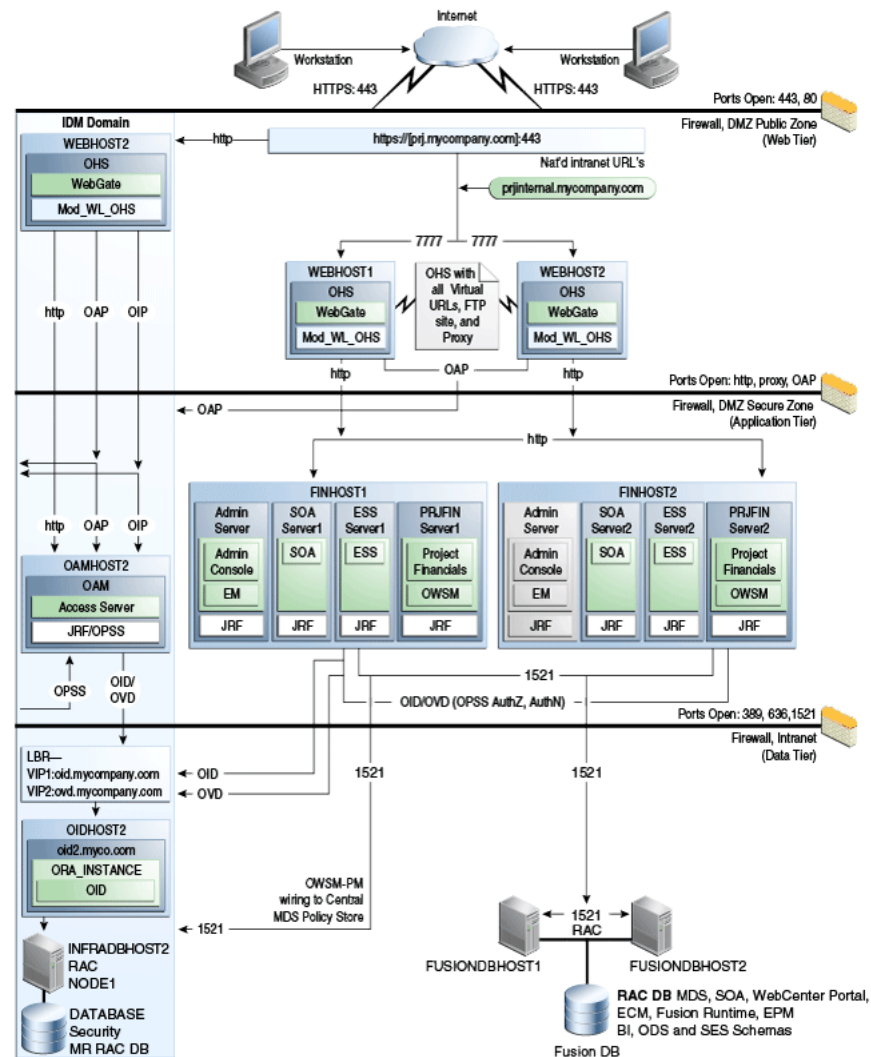 Internet
Workstation
Workstation
HTTPS: 443
HTTPS: 443
Ports Open: 443, 80
Firewall, DMZ Public Zone
(Web Tier)
IDM Domain
WEBHOST2
OHS
WebGate
Mod_WL_OHS
http
https://[prj.mycompany.com]:443
Nat'd intranet URL's
prjinternal.mycompany.com
7777
7777
WEBHOST1
OHS
WebGate
Mod_WL_OHS
OHS with
all Virtual
URLs, FTP
site, and
Proxy
WEBHOST2
OHS
WebGate
Mod_WL_OHS
http
OAP
OIP
http
OAP
http
Ports Open: http, proxy, OAP
Firewall, DMZ Secure Zone
(Application Tier)
OAP
http
http
OAP
OIP
OAMHOST2
OAM
Access Server
JRF/OPSS
OPSS
OID/
OVD
FINHOST1
Admin
Server
Admin
Console
EM
JRF
SOA
Server1
SOA
JRF
ESS
Server1
ESS
JRF
PRJFIN
Server1
Project
Financials
OWSM
JRF
FINHOST2
Admin
Server
Admin
Console
EM
JRF
SOA
Server2
SOA
JRF
ESS
Server2
ESS
JRF
PRJFIN
Server2
Project
Financials
OWSM
JRF
1521
OID/OVD (OPSS AuthZ, AuthN)
Ports Open: 389, 636,1521
Firewall, Intranet
(Data Tier)
LBR—
VIP1:oid.mycompany.com
VIP2:ovd.mycompany.com
OID
OVD
1521
1521
OIDHOST2
oid2.myco.com
ORA_INSTANCE
OID
OWSM-PM
wiring to Central
MDS Policy Store
1521
INFRADBHOST2
RAC
NODE1
DATABASE
Security
MR RAC DB
1521
RAC
FUSIONDBHOST1
FUSIONDBHOST2
RAC DB MDS, SOA, WebCenter Portal,
ECM, Fusion Runtime, EPM
BI, ODS and SES Schemas
Fusion DB